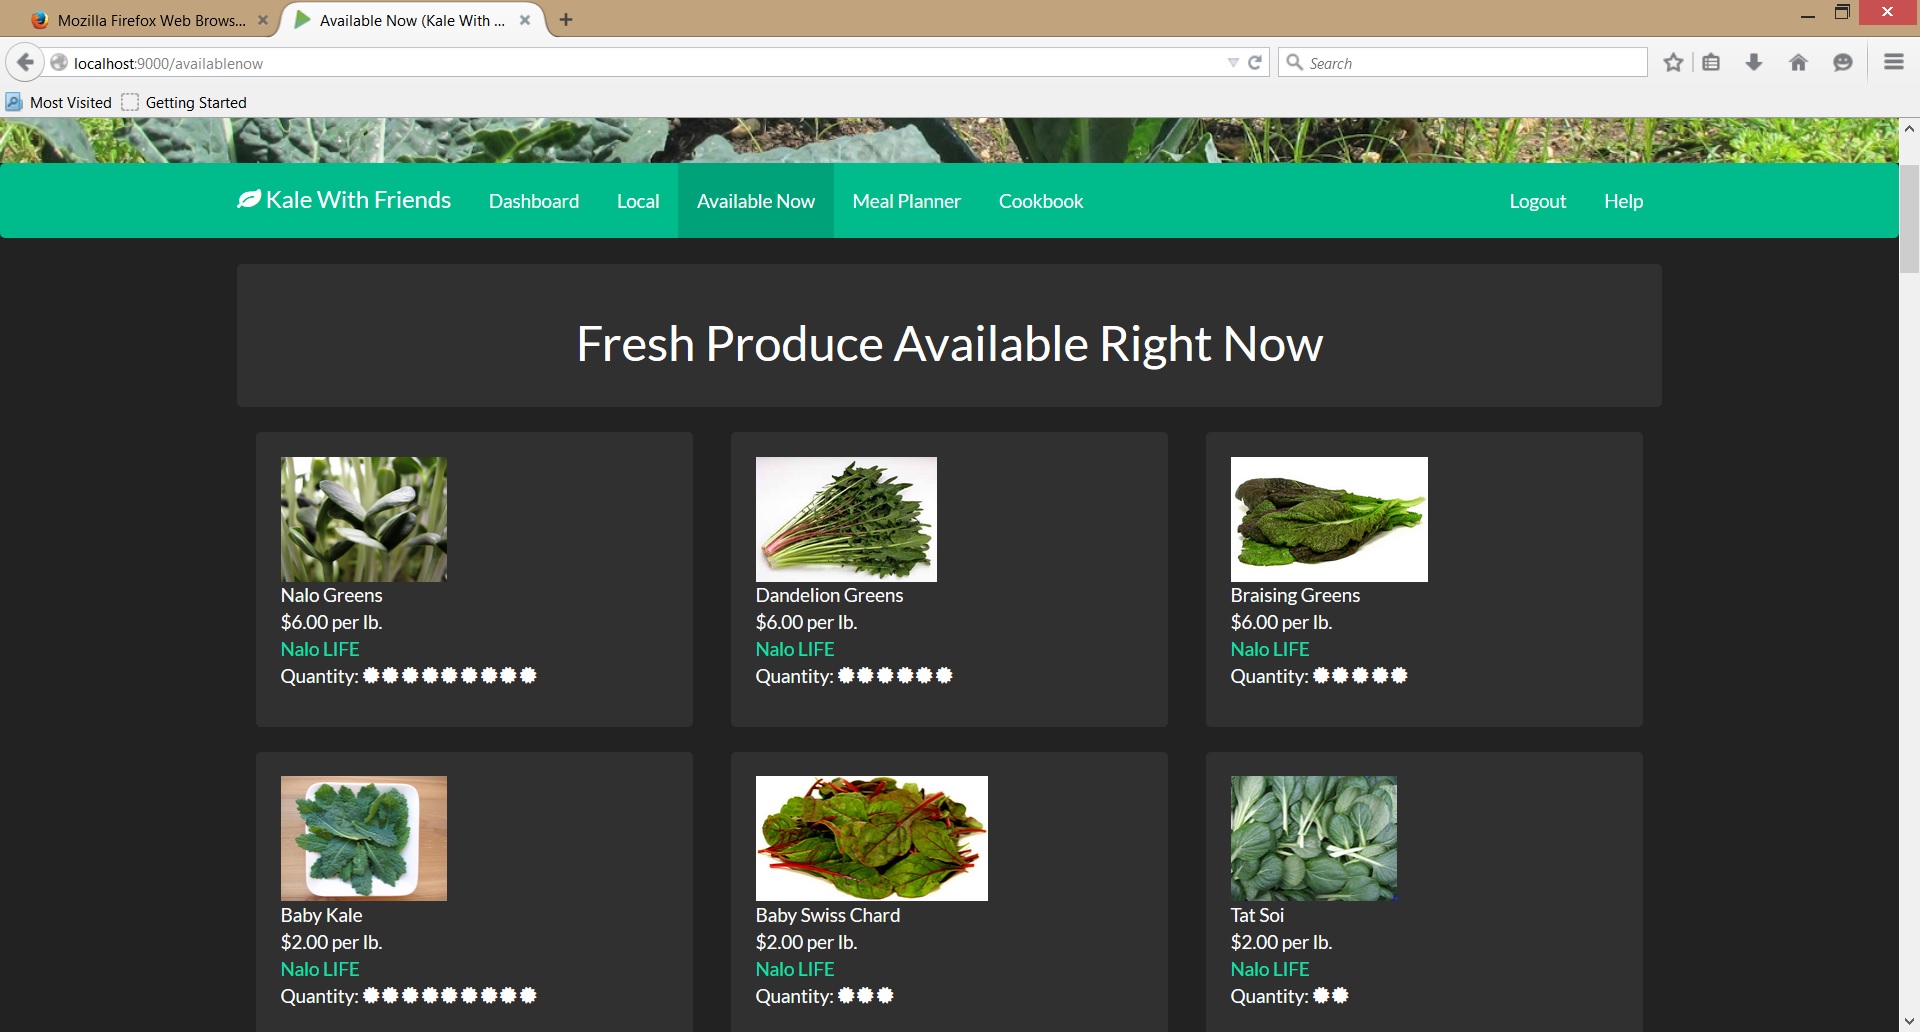 Mozilla Firefox Web Brows...
Available Now (Kale With ...
localhost:9000/availablenow
Search
Most Visited
Getting Started
Kale With Friends
Dashboard
Local
Available Now
Meal Planner
Cookbook
Logout
Help
Fresh Produce Available Right Now
Nalo Greens
$6.00 per lb.
Nalo LIFE
Quantity:
Dandelion Greens
$6.00 per lb.
Nalo LIFE
Quantity:
Braising Greens
$6.00 per lb.
Nalo LIFE
Quantity:
Baby Kale
$2.00 per lb.
Nalo LIFE
Quantity:
Baby Swiss Chard
$2.00 per lb.
Nalo LIFE
Quantity:
Tat Soi
$2.00 per lb.
Nalo LIFE
Quantity: